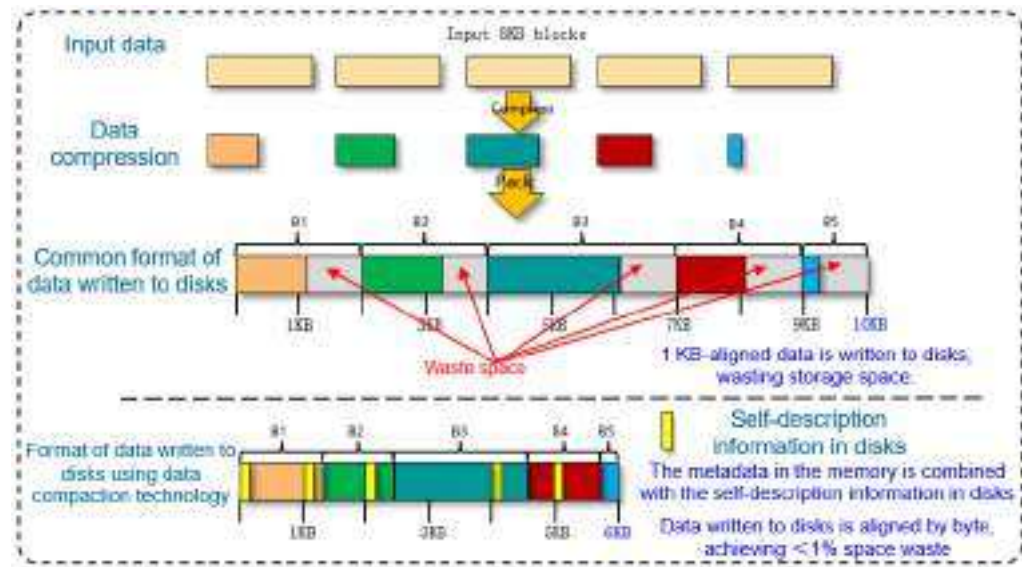 Input data
Input 8KB blocks
Compress
Data
compression
Pack
B1 B2 B3 B4 B5
Common format of
data written to disks
1KB 3KB 5KB 7KB 9KB 10KB
Waste space
1 KB-aligned data is written to disks,
wasting storage space.
Self-description
information in disks
B1 B2 B3 B4 B5
Format of data written to
disks using data
compaction technology
The metadata in the memory is combined
with the self-description information in disks
1KB 3KB 5KB 6KB
Data written to disks is aligned by byte,
achieving <1% space waste